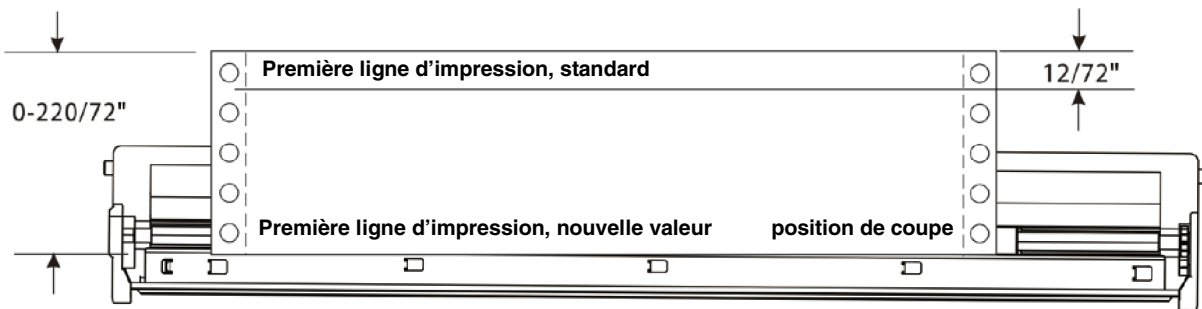 Première ligne d’impression, standard
12/72"
0-220/72"
Première ligne d’impression, nouvelle valeur position de coupe